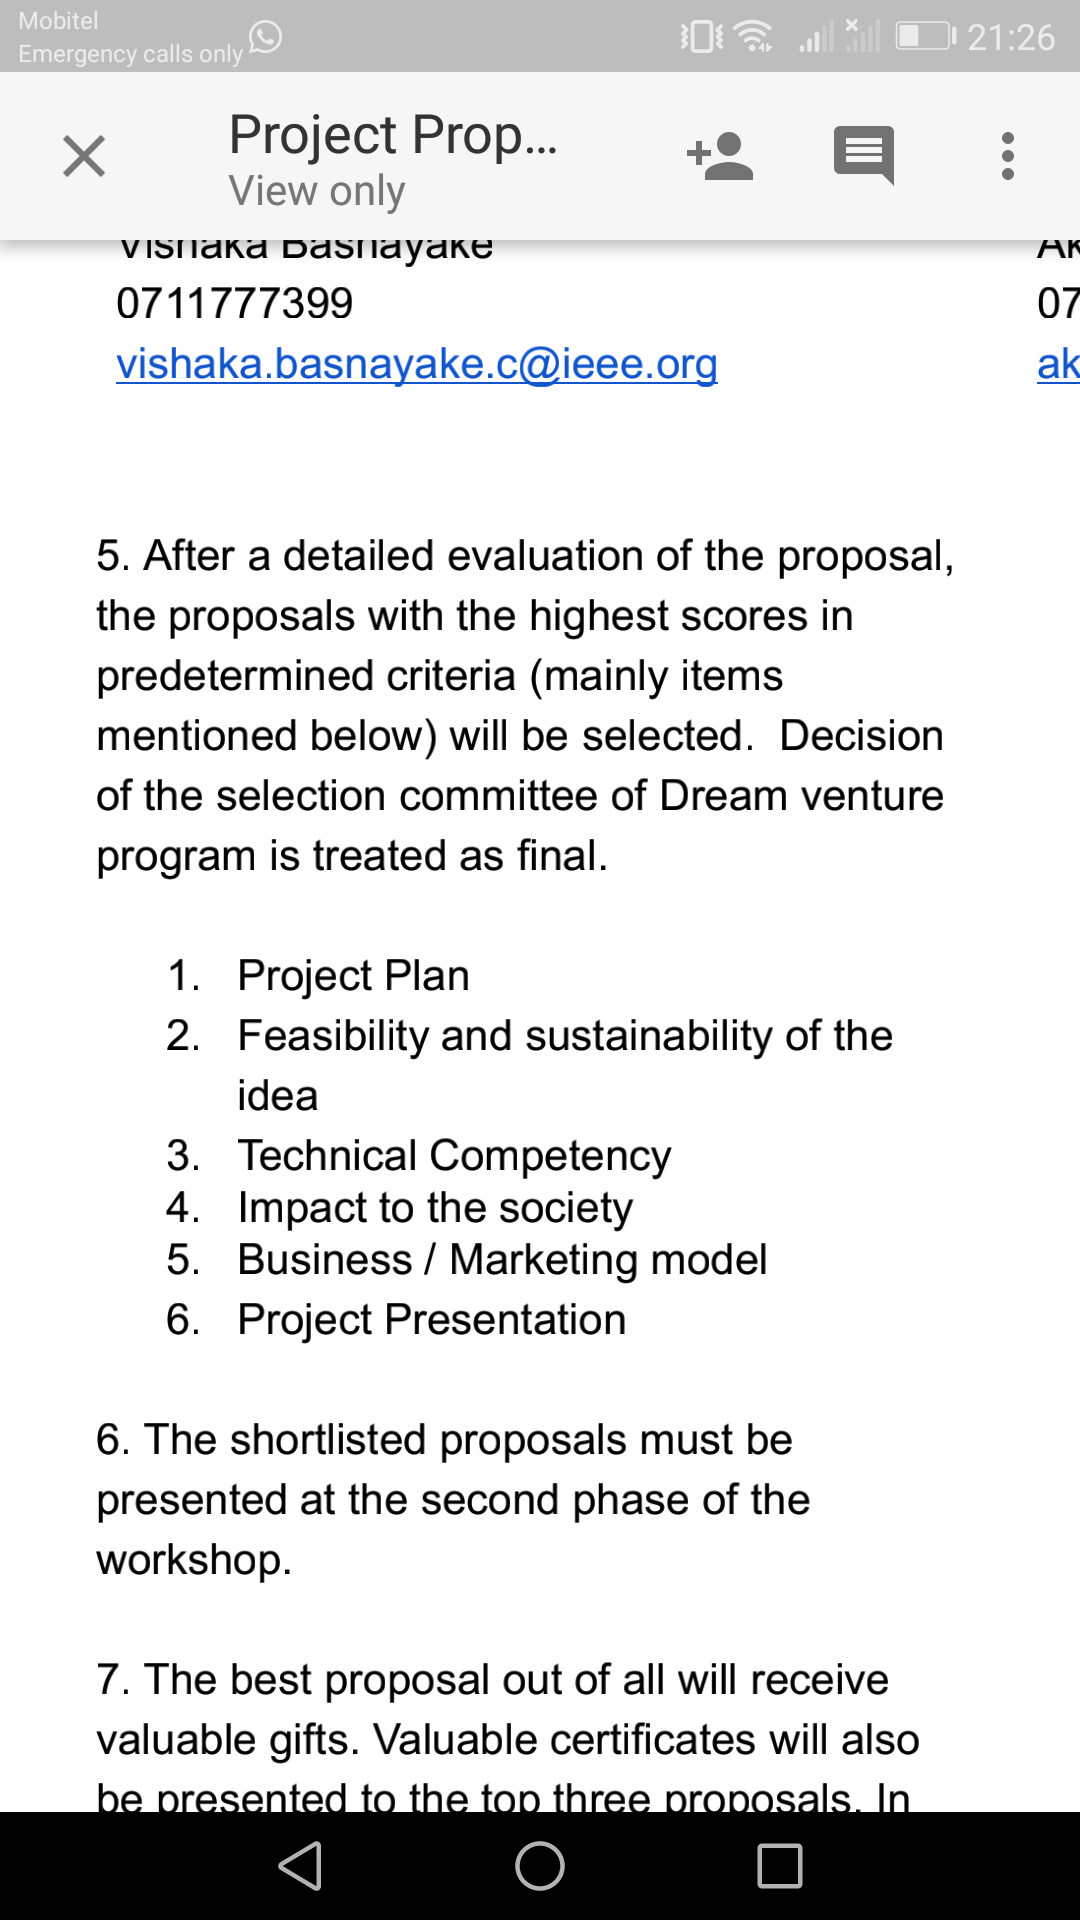 Mobitel
Emergency calls only
21:26
Project Prop...
View only
Vishaka Basnayake
0711777399
vishaka.basnayake.c@ieee.org
Ak
07
ak
5. After a detailed evaluation of the proposal,
the proposals with the highest scores in
predetermined criteria (mainly items
mentioned below) will be selected.  Decision
of the selection committee of Dream venture
program is treated as final.
1. Project Plan
2. Feasibility and sustainability of the
idea
3. Technical Competency
4. Impact to the society
5. Business / Marketing model
6. Project Presentation
6. The shortlisted proposals must be
presented at the second phase of the
workshop.
7. The best proposal out of all will receive
valuable gifts. Valuable certificates will also
be presented to the top three proposals. In